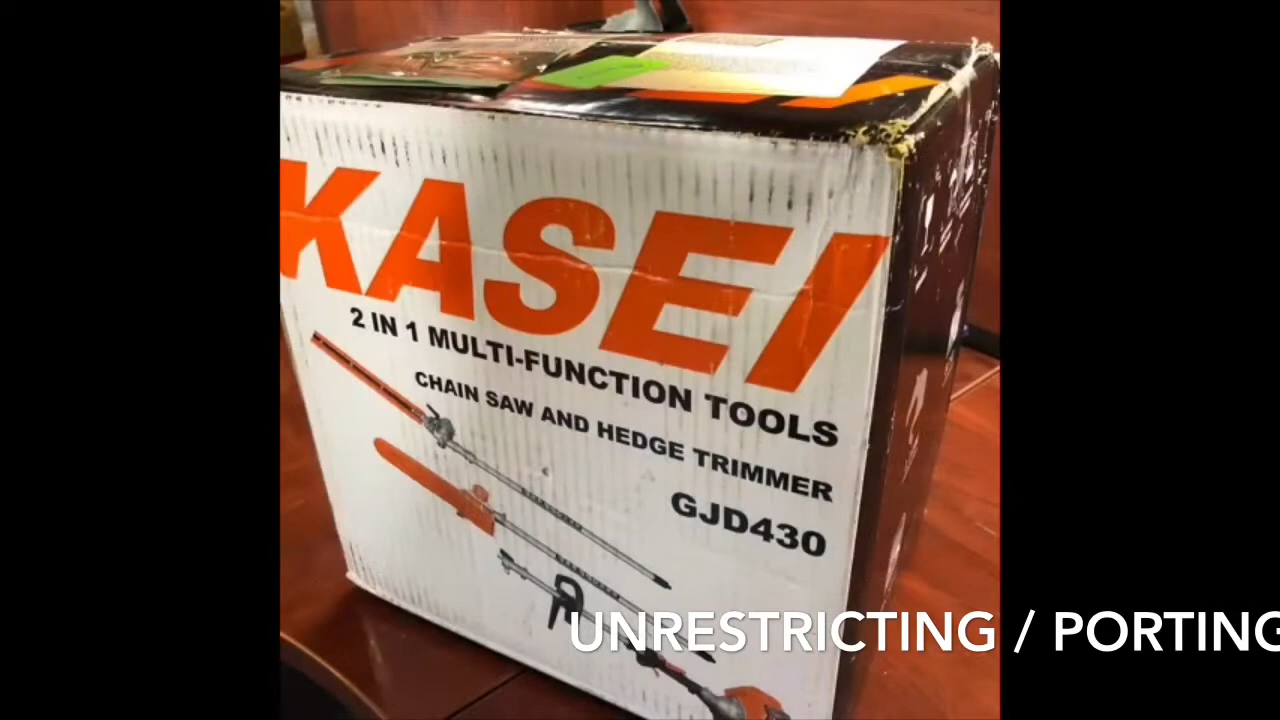 KASEI
2 IN 1 MULTI-FUNCTION TOOLS
CHAIN SAW AND HEDGE TRIMMER
GJD430
UNRESTRICTING / PORTING